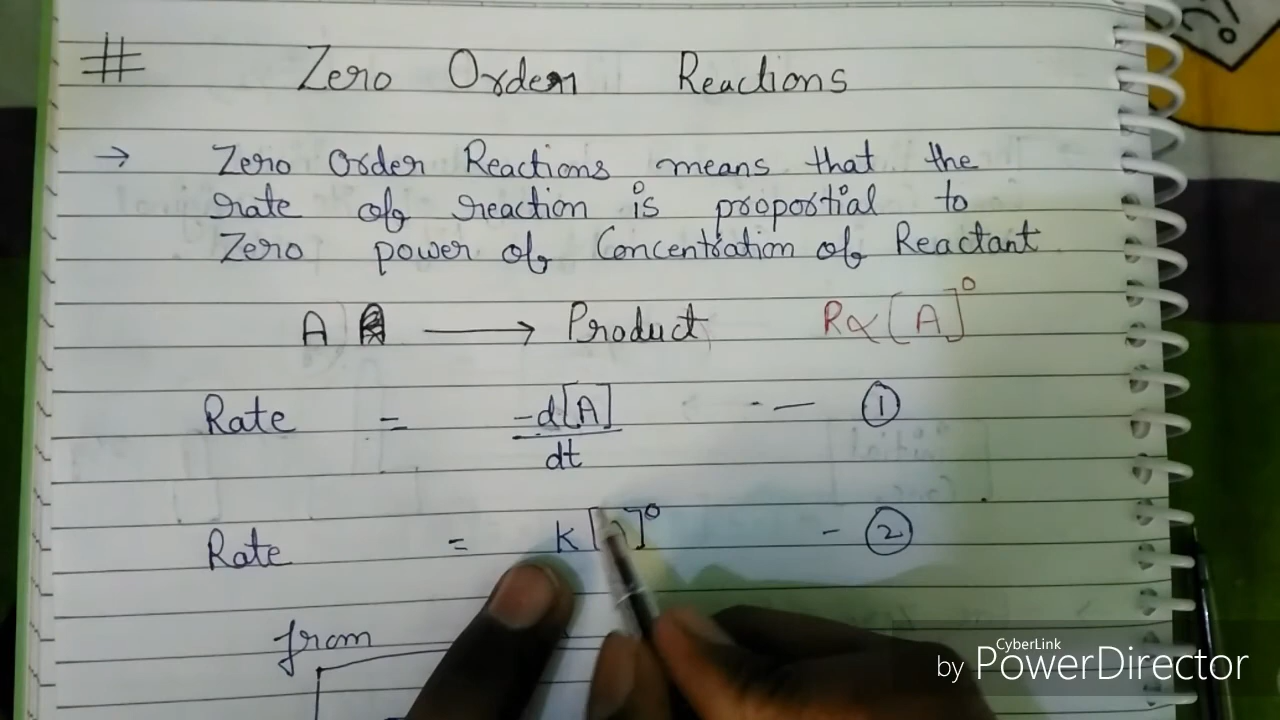 # Zero Order Reactions
→ Zero Order Reactions means that the
rate of reaction is proportial to
Zero power of Concentration of Reactant
A ⟶ Product R∝[A]⁰
Rate = -d[A]/dt -- — ①
Rate = K[A]⁰ - ②
from
CyberLink
by PowerDirector